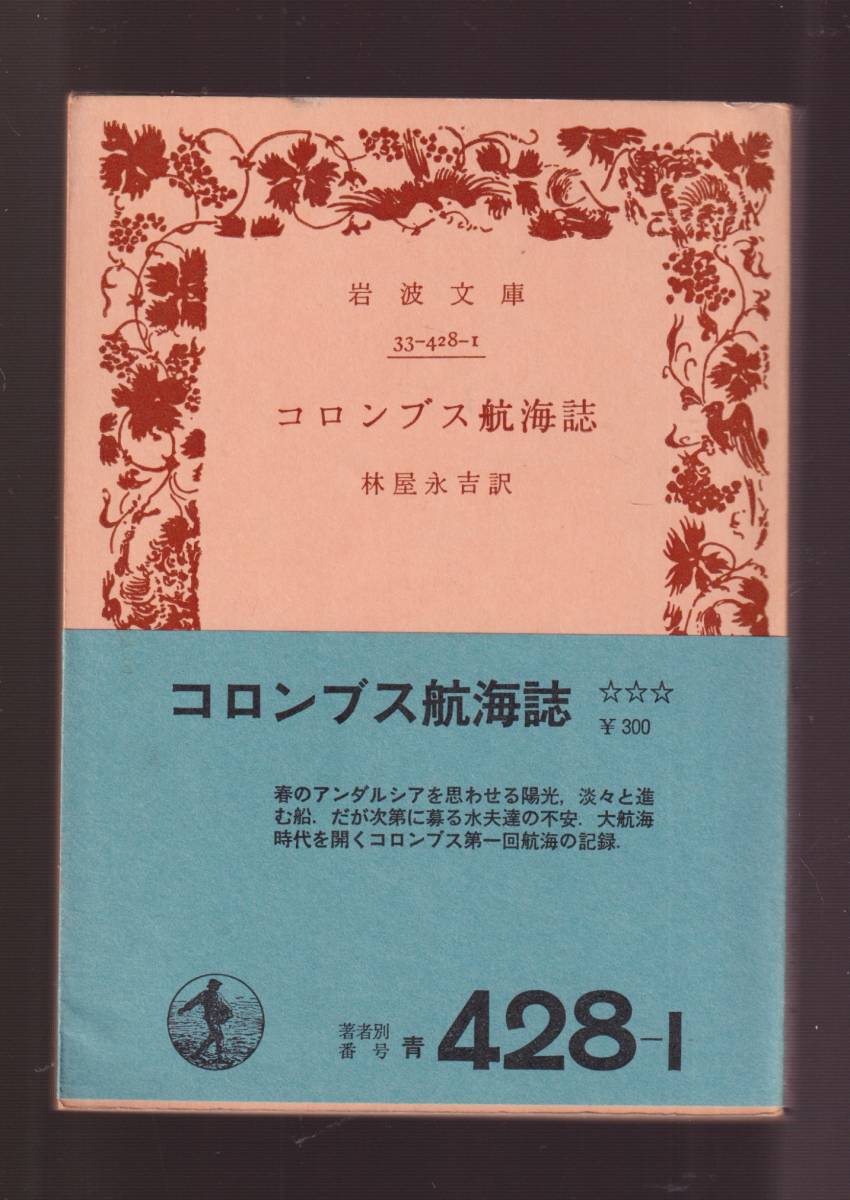 岩波文庫
33-428-1
コロンブス航海誌
林屋永吉訳
コロンブス航海誌 ☆☆☆
¥300
春のアンダルシアを思わせる陽光，淡々と進
む船．だが次第に募る水夫達の不安．大航海
時代を開くコロンブス第一回航海の記録．
著者別
番号 青 428-1